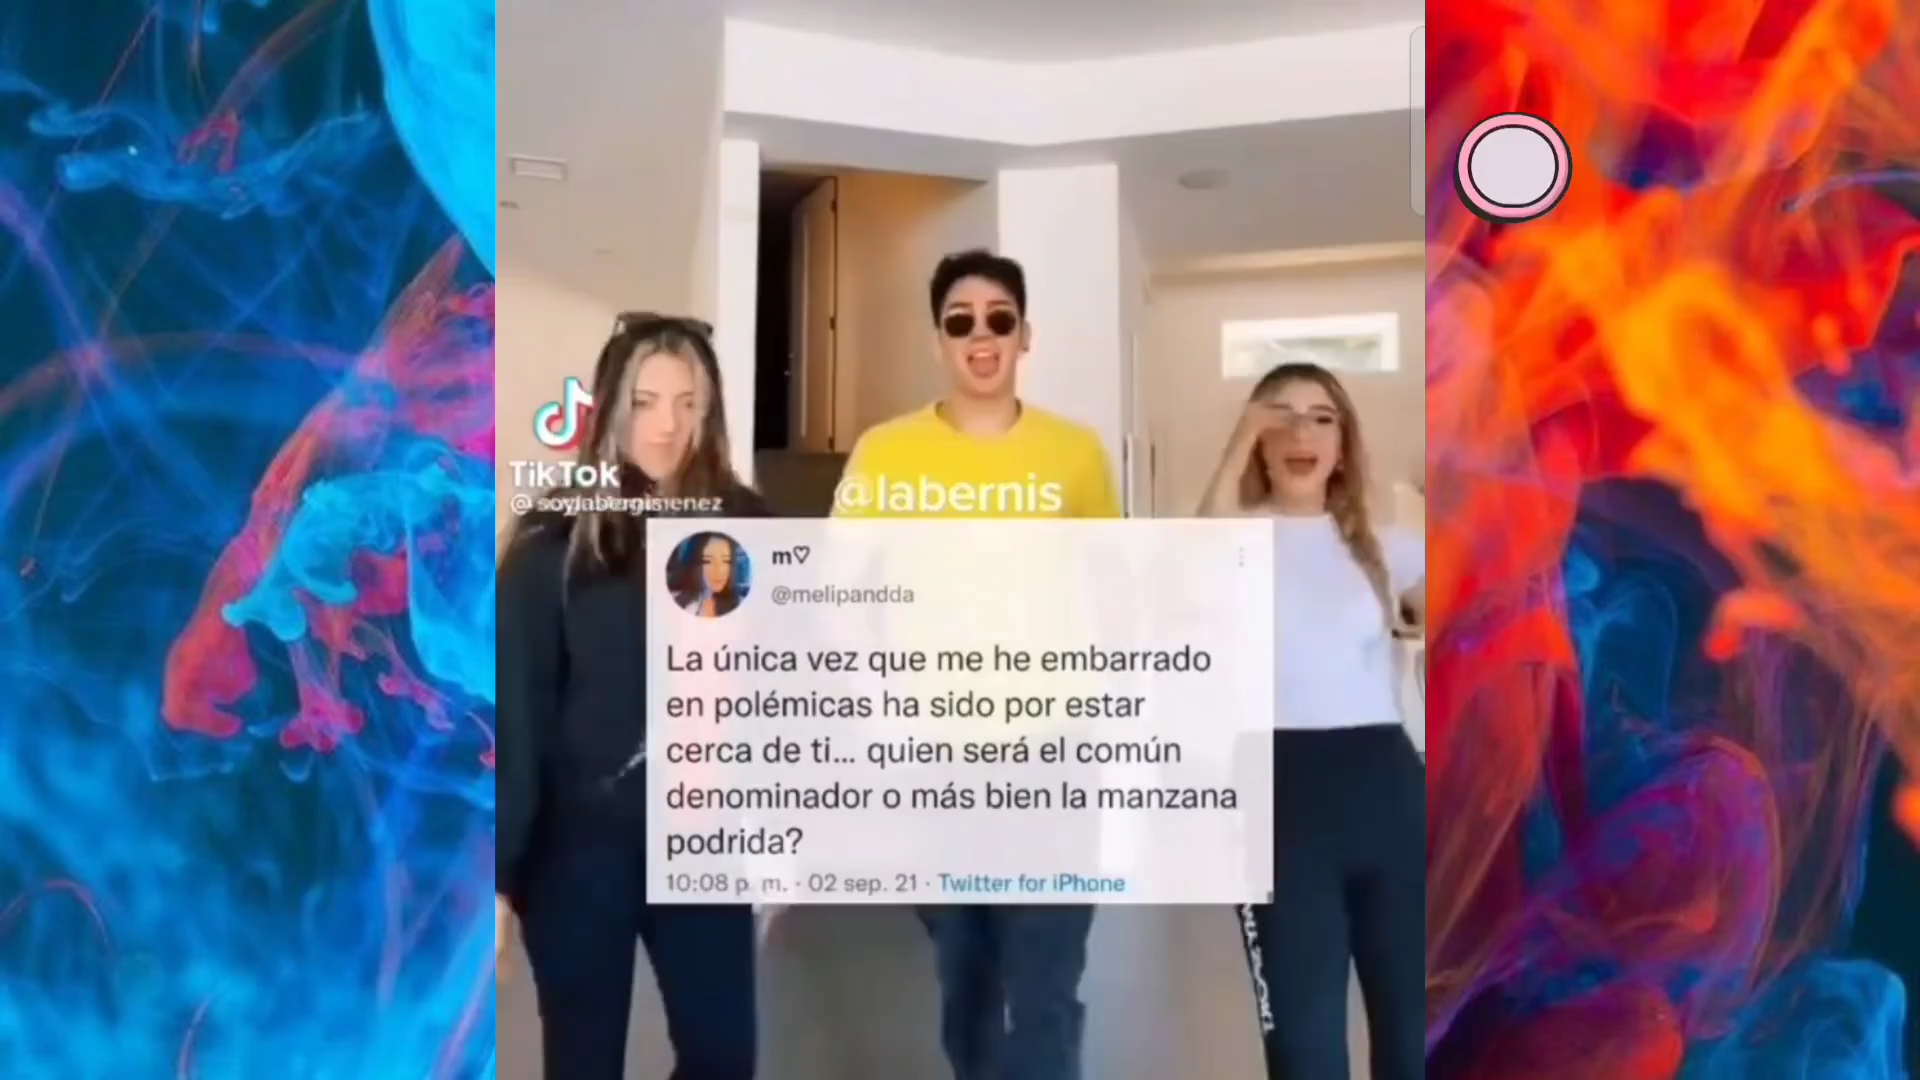 TikTok
@labernis
m♡
@melipandda
La única vez que me he embarrado
en polémicas ha sido por estar
cerca de ti... quien será el común
denominador o más bien la manzana
podrida?
10:08 p. m. · 02 sep. 21 · Twitter for iPhone